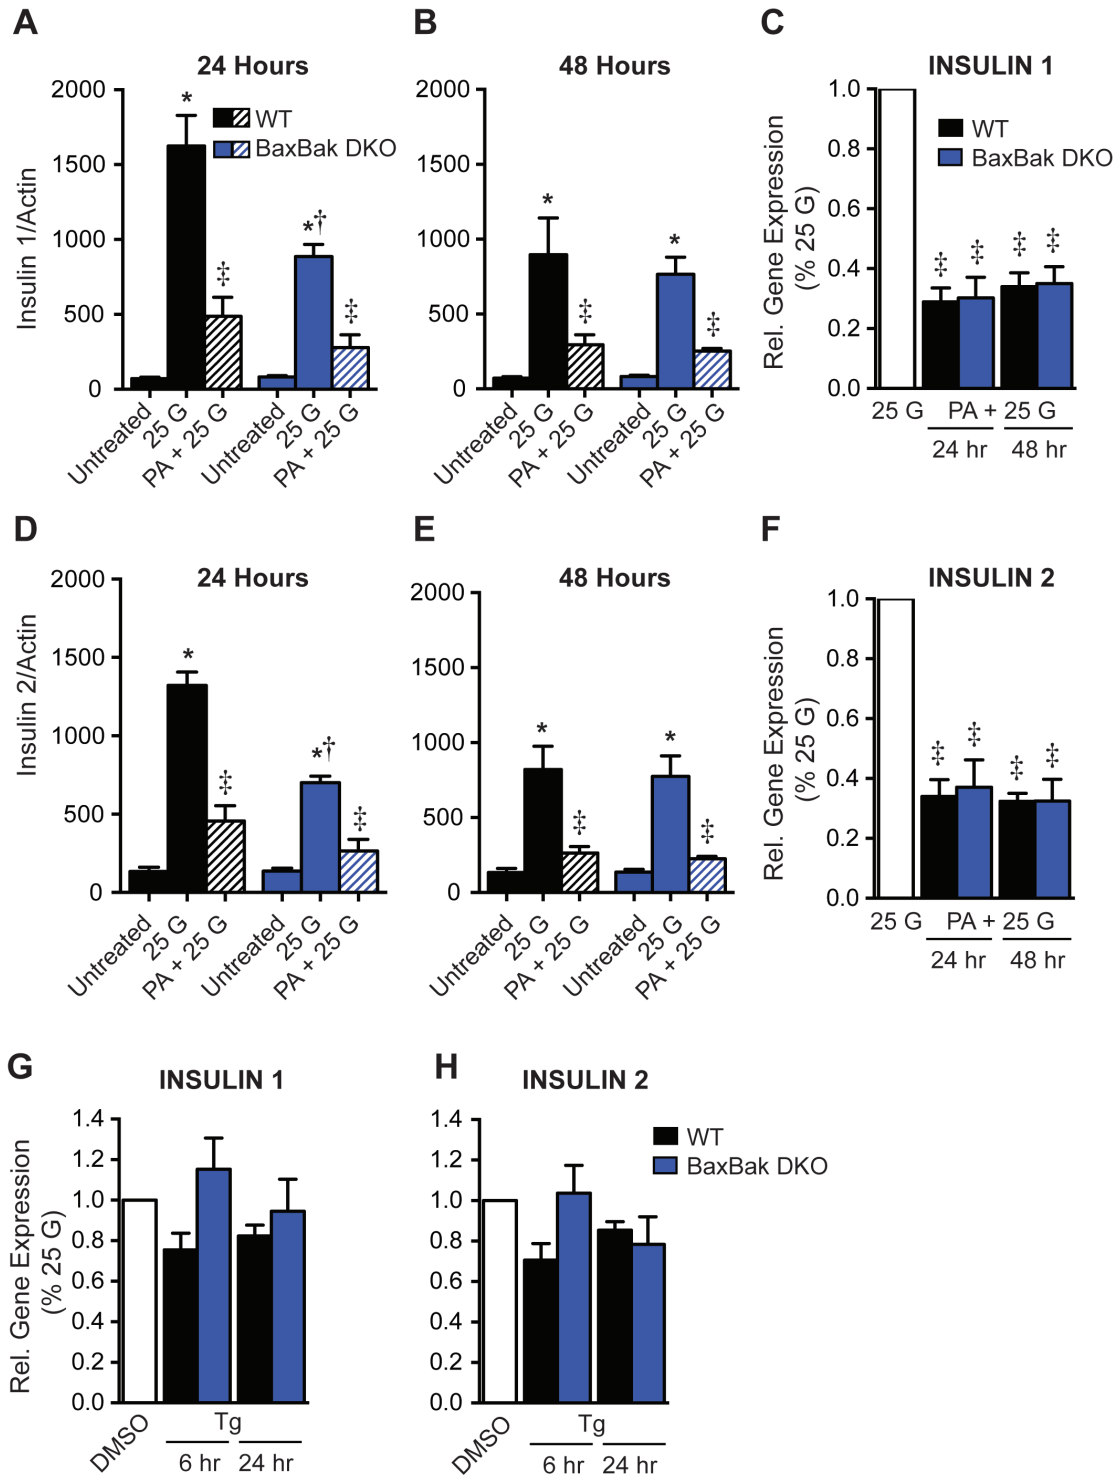 A
24 Hours
Insulin 1/Actin
2000
1500
1000
500
0
*
‡
*†
‡
WT
BaxBak DKO
Untreated
25 G
PA + 25 G
Untreated
25 G
PA + 25 G
B
48 Hours
2000
1500
1000
500
0
*
‡
*
‡
Untreated
25 G
PA + 25 G
Untreated
25 G
PA + 25 G
C
INSULIN 1
Rel. Gene Expression
(% 25 G)
1.0
0.8
0.6
0.4
0.2
0.0
WT
BaxBak DKO
‡ ‡ ‡ ‡
25 G PA + 25 G
24 hr 48 hr
D
24 Hours
Insulin 2/Actin
2000
1500
1000
500
0
*
‡
*†
‡
Untreated
25 G
PA + 25 G
Untreated
25 G
PA + 25 G
E
48 Hours
2000
1500
1000
500
0
*
‡
*
‡
Untreated
25 G
PA + 25 G
Untreated
25 G
PA + 25 G
F
INSULIN 2
Rel. Gene Expression
(% 25 G)
1.0
0.8
0.6
0.4
0.2
0.0
‡ ‡ ‡ ‡
25 G PA + 25 G
24 hr 48 hr
G
INSULIN 1
Rel. Gene Expression
(% 25 G)
1.4
1.2
1.0
0.8
0.6
0.4
0.2
0.0
DMSO
Tg
6 hr 24 hr
H
INSULIN 2
1.4
1.2
1.0
0.8
0.6
0.4
0.2
0.0
WT
BaxBak DKO
DMSO
Tg
6 hr 24 hr